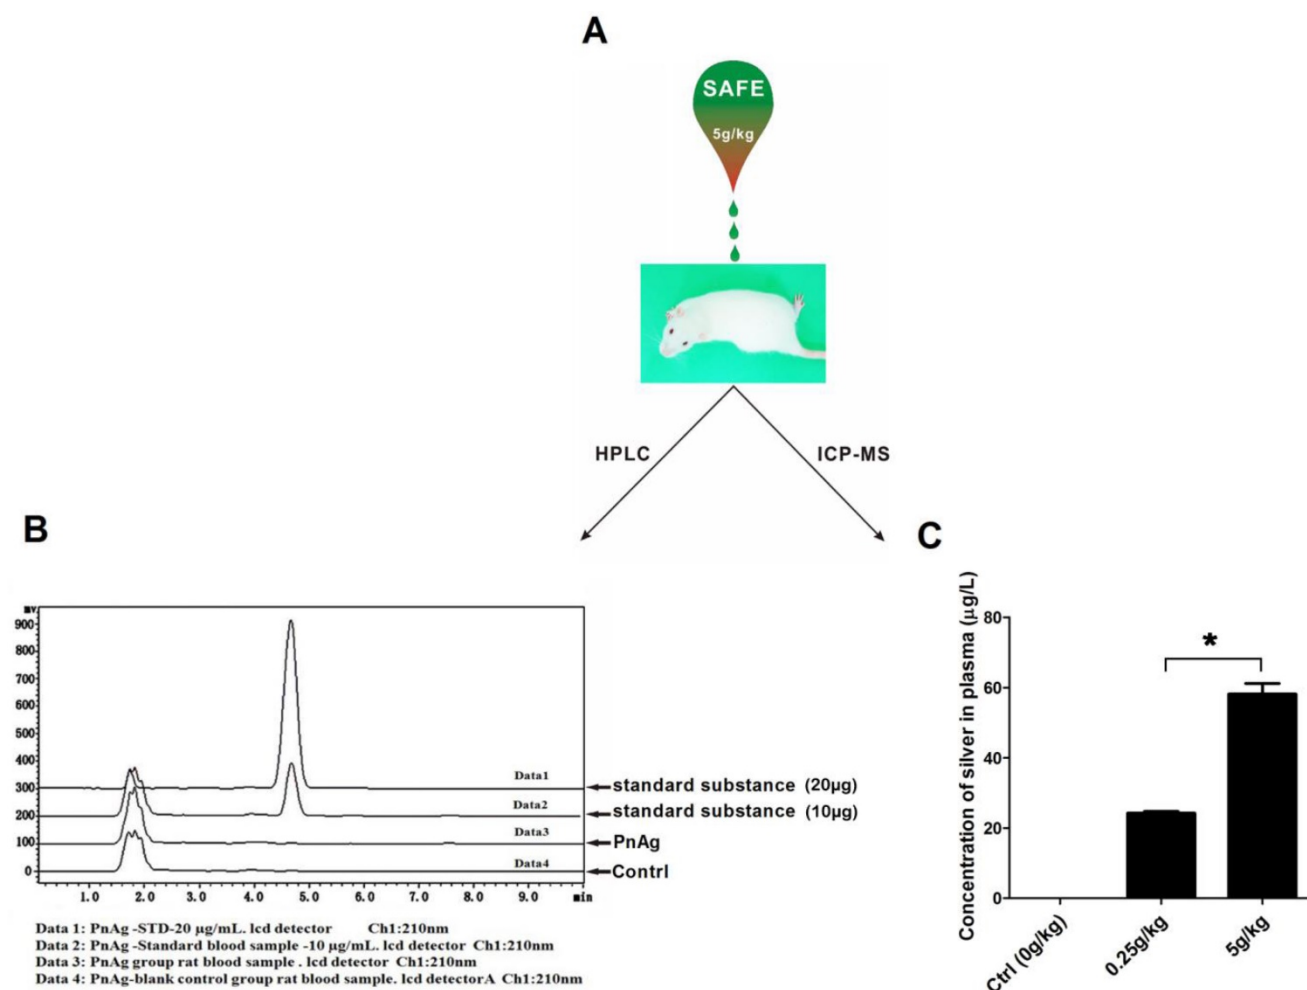 A
SAFE
5g/kg
HPLC
ICP-MS
B
mv
900
800
700
600
500
400
300
200
100
0
Data1
Data2
Data3
Data4
standard substance (20µg)
standard substance (10µg)
PnAg
Contrl
1.0 2.0 3.0 4.0 5.0 6.0 7.0 8.0 9.0 min
Data 1: PnAg -STD-20 µg/mL. lcd detector Ch1:210nm
Data 2: PnAg -Standard blood sample -10 µg/mL. lcd detector Ch1:210nm
Data 3: PnAg group rat blood sample . lcd detector Ch1:210nm
Data 4: PnAg-blank control group rat blood sample. lcd detectorA Ch1:210nm
C
Concentration of silver in plasma (µg/L)
80
60
40
20
0
*
Ctrl (0g/kg)
0.25g/kg
5g/kg